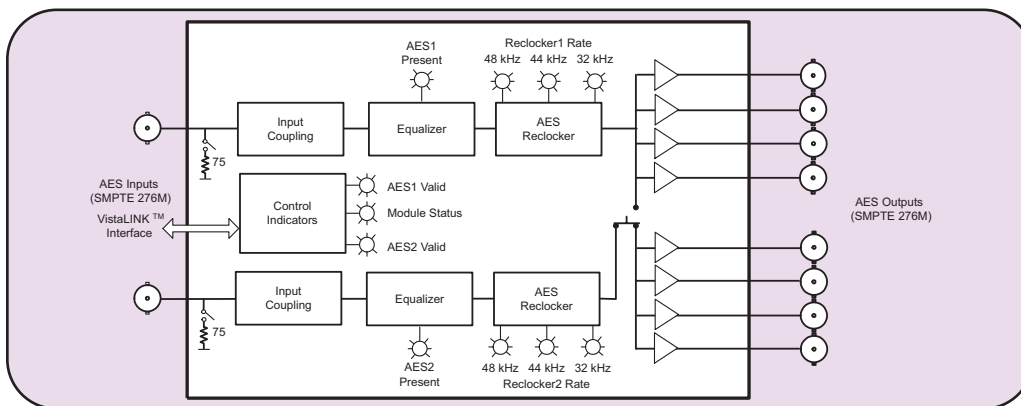 AES1
Present
Reclocker1 Rate
48 kHz 44 kHz 32 kHz
Input
Coupling
Equalizer
AES
Reclocker
75
AES Inputs
(SMPTE 276M)
VistaLINK TM
Interface
Control
Indicators
AES1 Valid
Module Status
AES2 Valid
AES Outputs
(SMPTE 276M)
Input
Coupling
Equalizer
AES
Reclocker
75
AES2
Present
48 kHz 44 kHz 32 kHz
Reclocker2 Rate